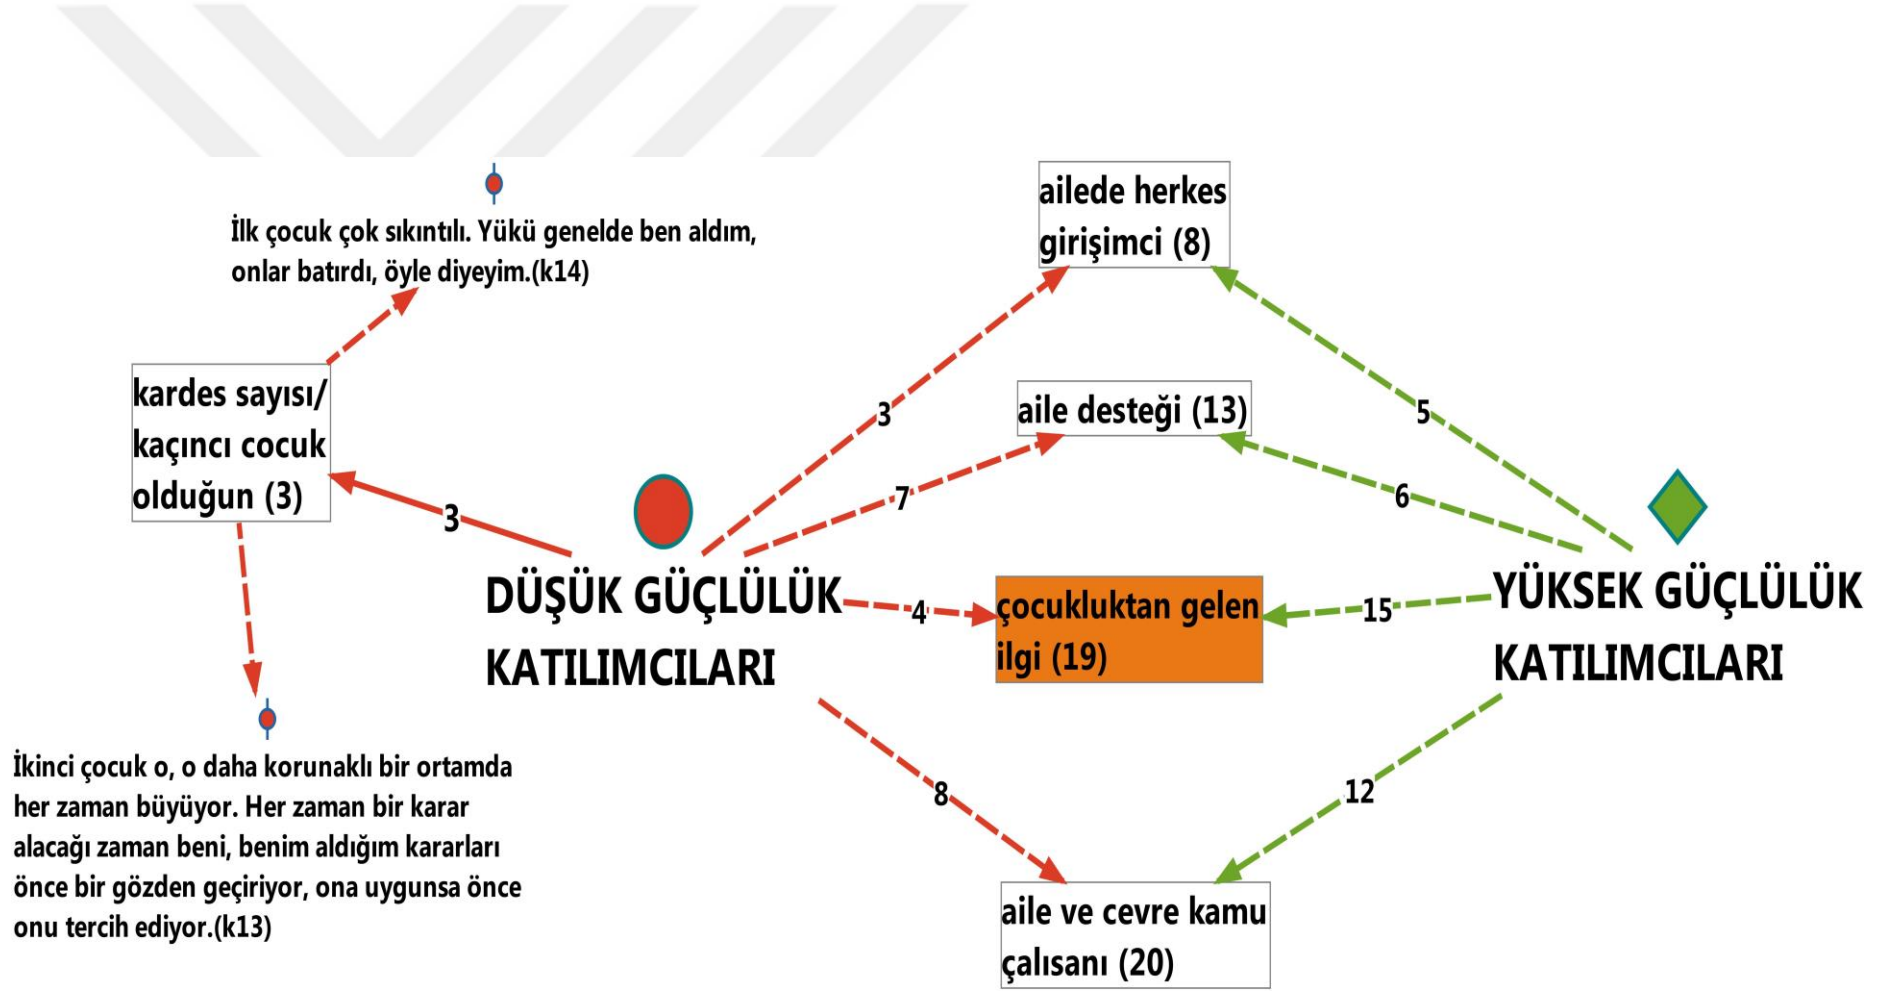 ailede herkes
girişimci (8)
İlk çocuk çok sıkıntılı. Yükü genelde ben aldım,
onlar batırdı, öyle diyeyim.(k14)
kardes sayısı/
kaçıncı cocuk
olduğun (3)
aile desteği (13)
3
5
7
6
3
DÜŞÜK GÜÇLÜLÜK
KATILIMCILARI
4
çocukluktan gelen
ilgi (19)
15
YÜKSEK GÜÇLÜLÜK
KATILIMCILARI
İkinci çocuk o, o daha korunaklı bir ortamda
her zaman büyüyor. Her zaman bir karar
alacağı zaman beni, benim aldığım kararları
önce bir gözden geçiriyor, ona uygunsa önce
onu tercih ediyor.(k13)
8
12
aile ve cevre kamu
çalısanı (20)